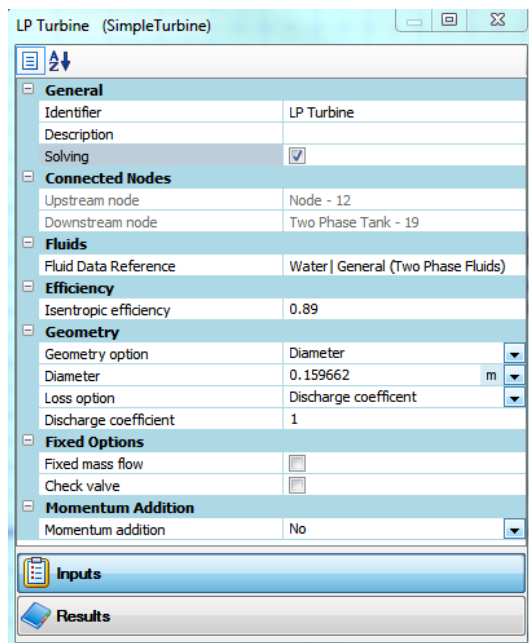 LP Turbine (SimpleTurbine)
General
Identifier LP Turbine
Description
Solving
Connected Nodes
Upstream node Node - 12
Downstream node Two Phase Tank - 19
Fluids
Fluid Data Reference Water| General (Two Phase Fluids)
Efficiency
Isentropic efficiency 0.89
Geometry
Geometry option Diameter
Diameter 0.159662 m
Loss option Discharge coefficent
Discharge coefficient 1
Fixed Options
Fixed mass flow
Check valve
Momentum Addition
Momentum addition No
Inputs
Results